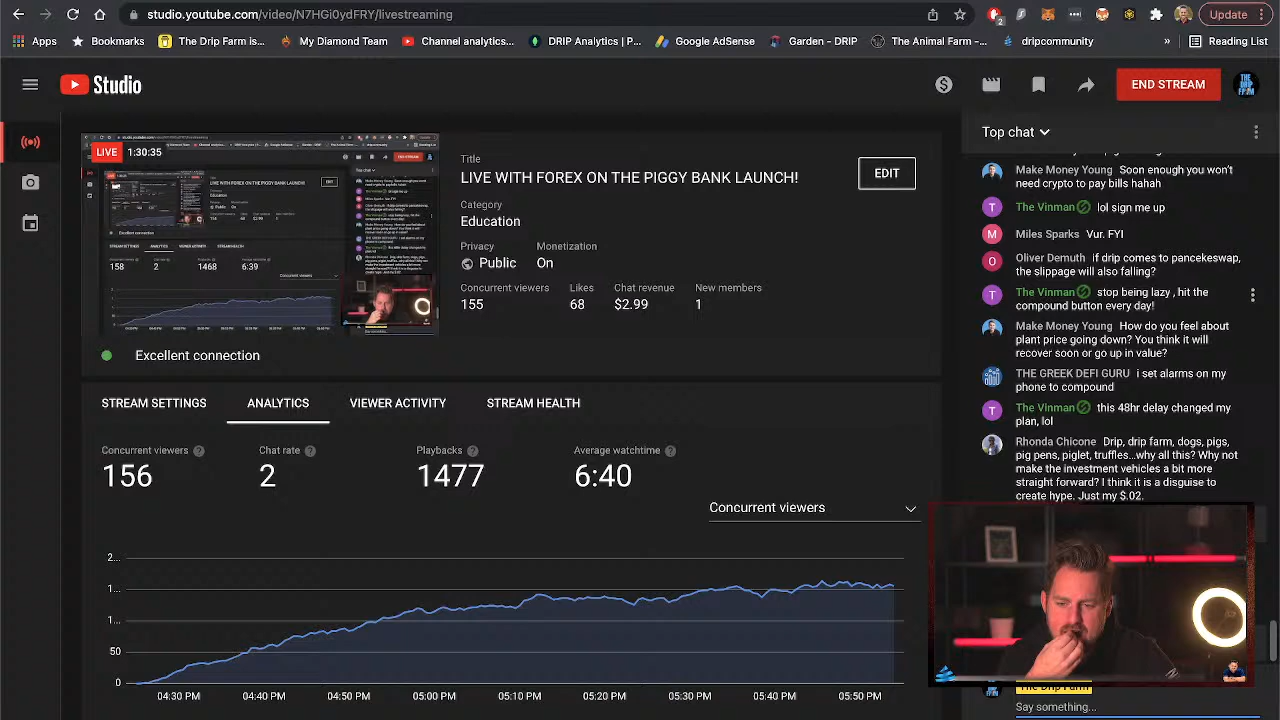 studio.youtube.com/video/N7HGi0ydFRY/livestreaming
2
Update
Apps
Bookmarks
The Drip Farm is...
My Diamond Team
Channel analytics...
DRIP Analytics | P...
Google AdSense
Garden – DRIP
The Animal Farm –...
dripcommunity
»
Reading List
Studio
END STREAM
THE DRIP FARM
LIVE 1:30:35
Title
LIVE WITH FOREX ON THE PIGGY BANK LAUNCH!
EDIT
Category
Education
Privacy
Monetization
Public
On
Concurrent viewers
Likes
Chat revenue
New members
155
68
$2.99
1
Excellent connection
STREAM SETTINGS
ANALYTICS
VIEWER ACTIVITY
STREAM HEALTH
Concurrent viewers
Chat rate
Playbacks
Average watchtime
156
2
1477
6:40
Concurrent viewers
2...
1...
1...
50
0
04:30 PM
04:40 PM
04:50 PM
05:00 PM
05:10 PM
05:20 PM
05:30 PM
05:40 PM
05:50 PM
Top chat
Make Money Young Soon enough you won't
need crypto to pay bills hahah
The Vinman lol sign me up
Miles Sparks Vur. FYI
Oliver Demuth
comes to pancakeswap,
the slippage will also falling?
The Vinman stop being lazy , hit the
compound button every day!
Make Money Young How do you feel about
plant price going down? You think it will
recover soon or go up in value?
THE GREEK DEFI GURU i set alarms on my
phone to compound
The Vinman this 48hr delay changed my
plan, lol
Rhonda Chicone Drip, drip farm, dogs, pigs,
pig pens, piglet, truffles...why all this? Why not
make the investment vehicles a bit more
straight forward? I think it is a disguise to
create hype. Just my $.02.
The Drip Farm
Say something...